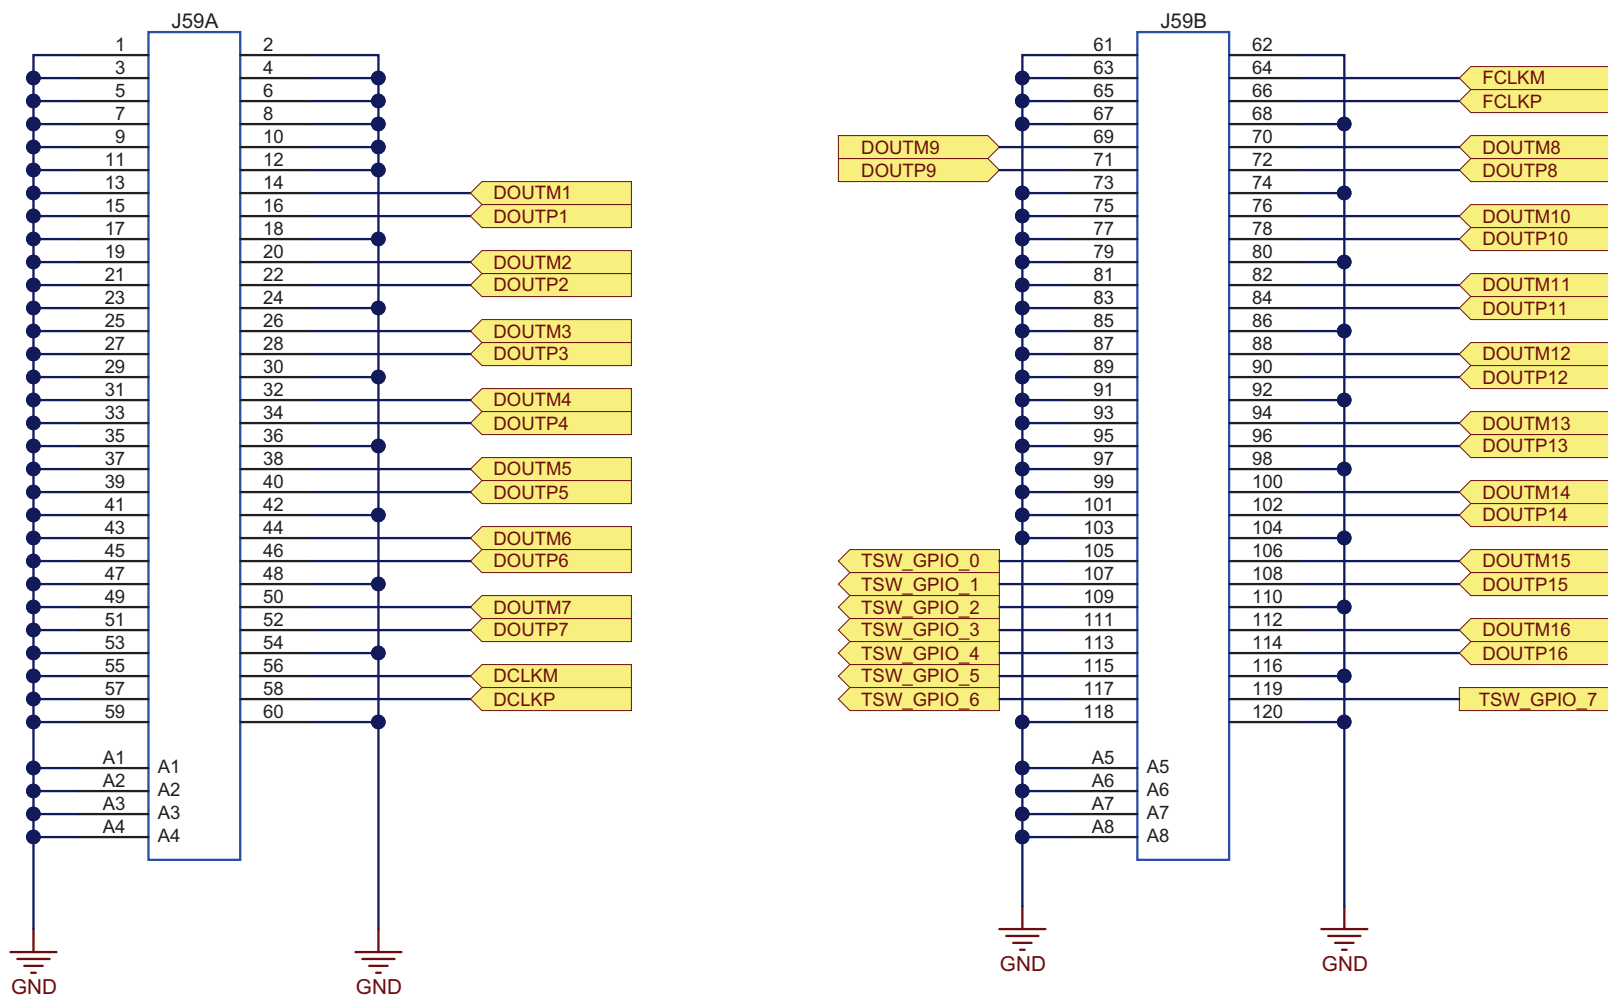 J59A
1 2
3 4
5 6
7 8
9 10
11 12
13 14 DOUTM1
15 16 DOUTP1
17 18
19 20 DOUTM2
21 22 DOUTP2
23 24
25 26 DOUTM3
27 28 DOUTP3
29 30
31 32 DOUTM4
33 34 DOUTP4
35 36
37 38 DOUTM5
39 40 DOUTP5
41 42
43 44 DOUTM6
45 46 DOUTP6
47 48
49 50 DOUTM7
51 52 DOUTP7
53 54
55 56 DCLKM
57 58 DCLKP
59 60
A1 A1
A2 A2
A3 A3
A4 A4
GND GND
J59B
61 62
63 64 FCLKM
65 66 FCLKP
67 68
DOUTM9 69 70 DOUTM8
DOUTP9 71 72 DOUTP8
73 74
75 76 DOUTM10
77 78 DOUTP10
79 80
81 82 DOUTM11
83 84 DOUTP11
85 86
87 88 DOUTM12
89 90 DOUTP12
91 92
93 94 DOUTM13
95 96 DOUTP13
97 98
99 100 DOUTM14
101 102 DOUTP14
103 104
TSW_GPIO_0 105 106 DOUTM15
TSW_GPIO_1 107 108 DOUTP15
TSW_GPIO_2 109 110
TSW_GPIO_3 111 112 DOUTM16
TSW_GPIO_4 113 114 DOUTP16
TSW_GPIO_5 115 116
TSW_GPIO_6 117 119 TSW_GPIO_7
118 120
A5 A5
A6 A6
A7 A7
A8 A8
GND GND